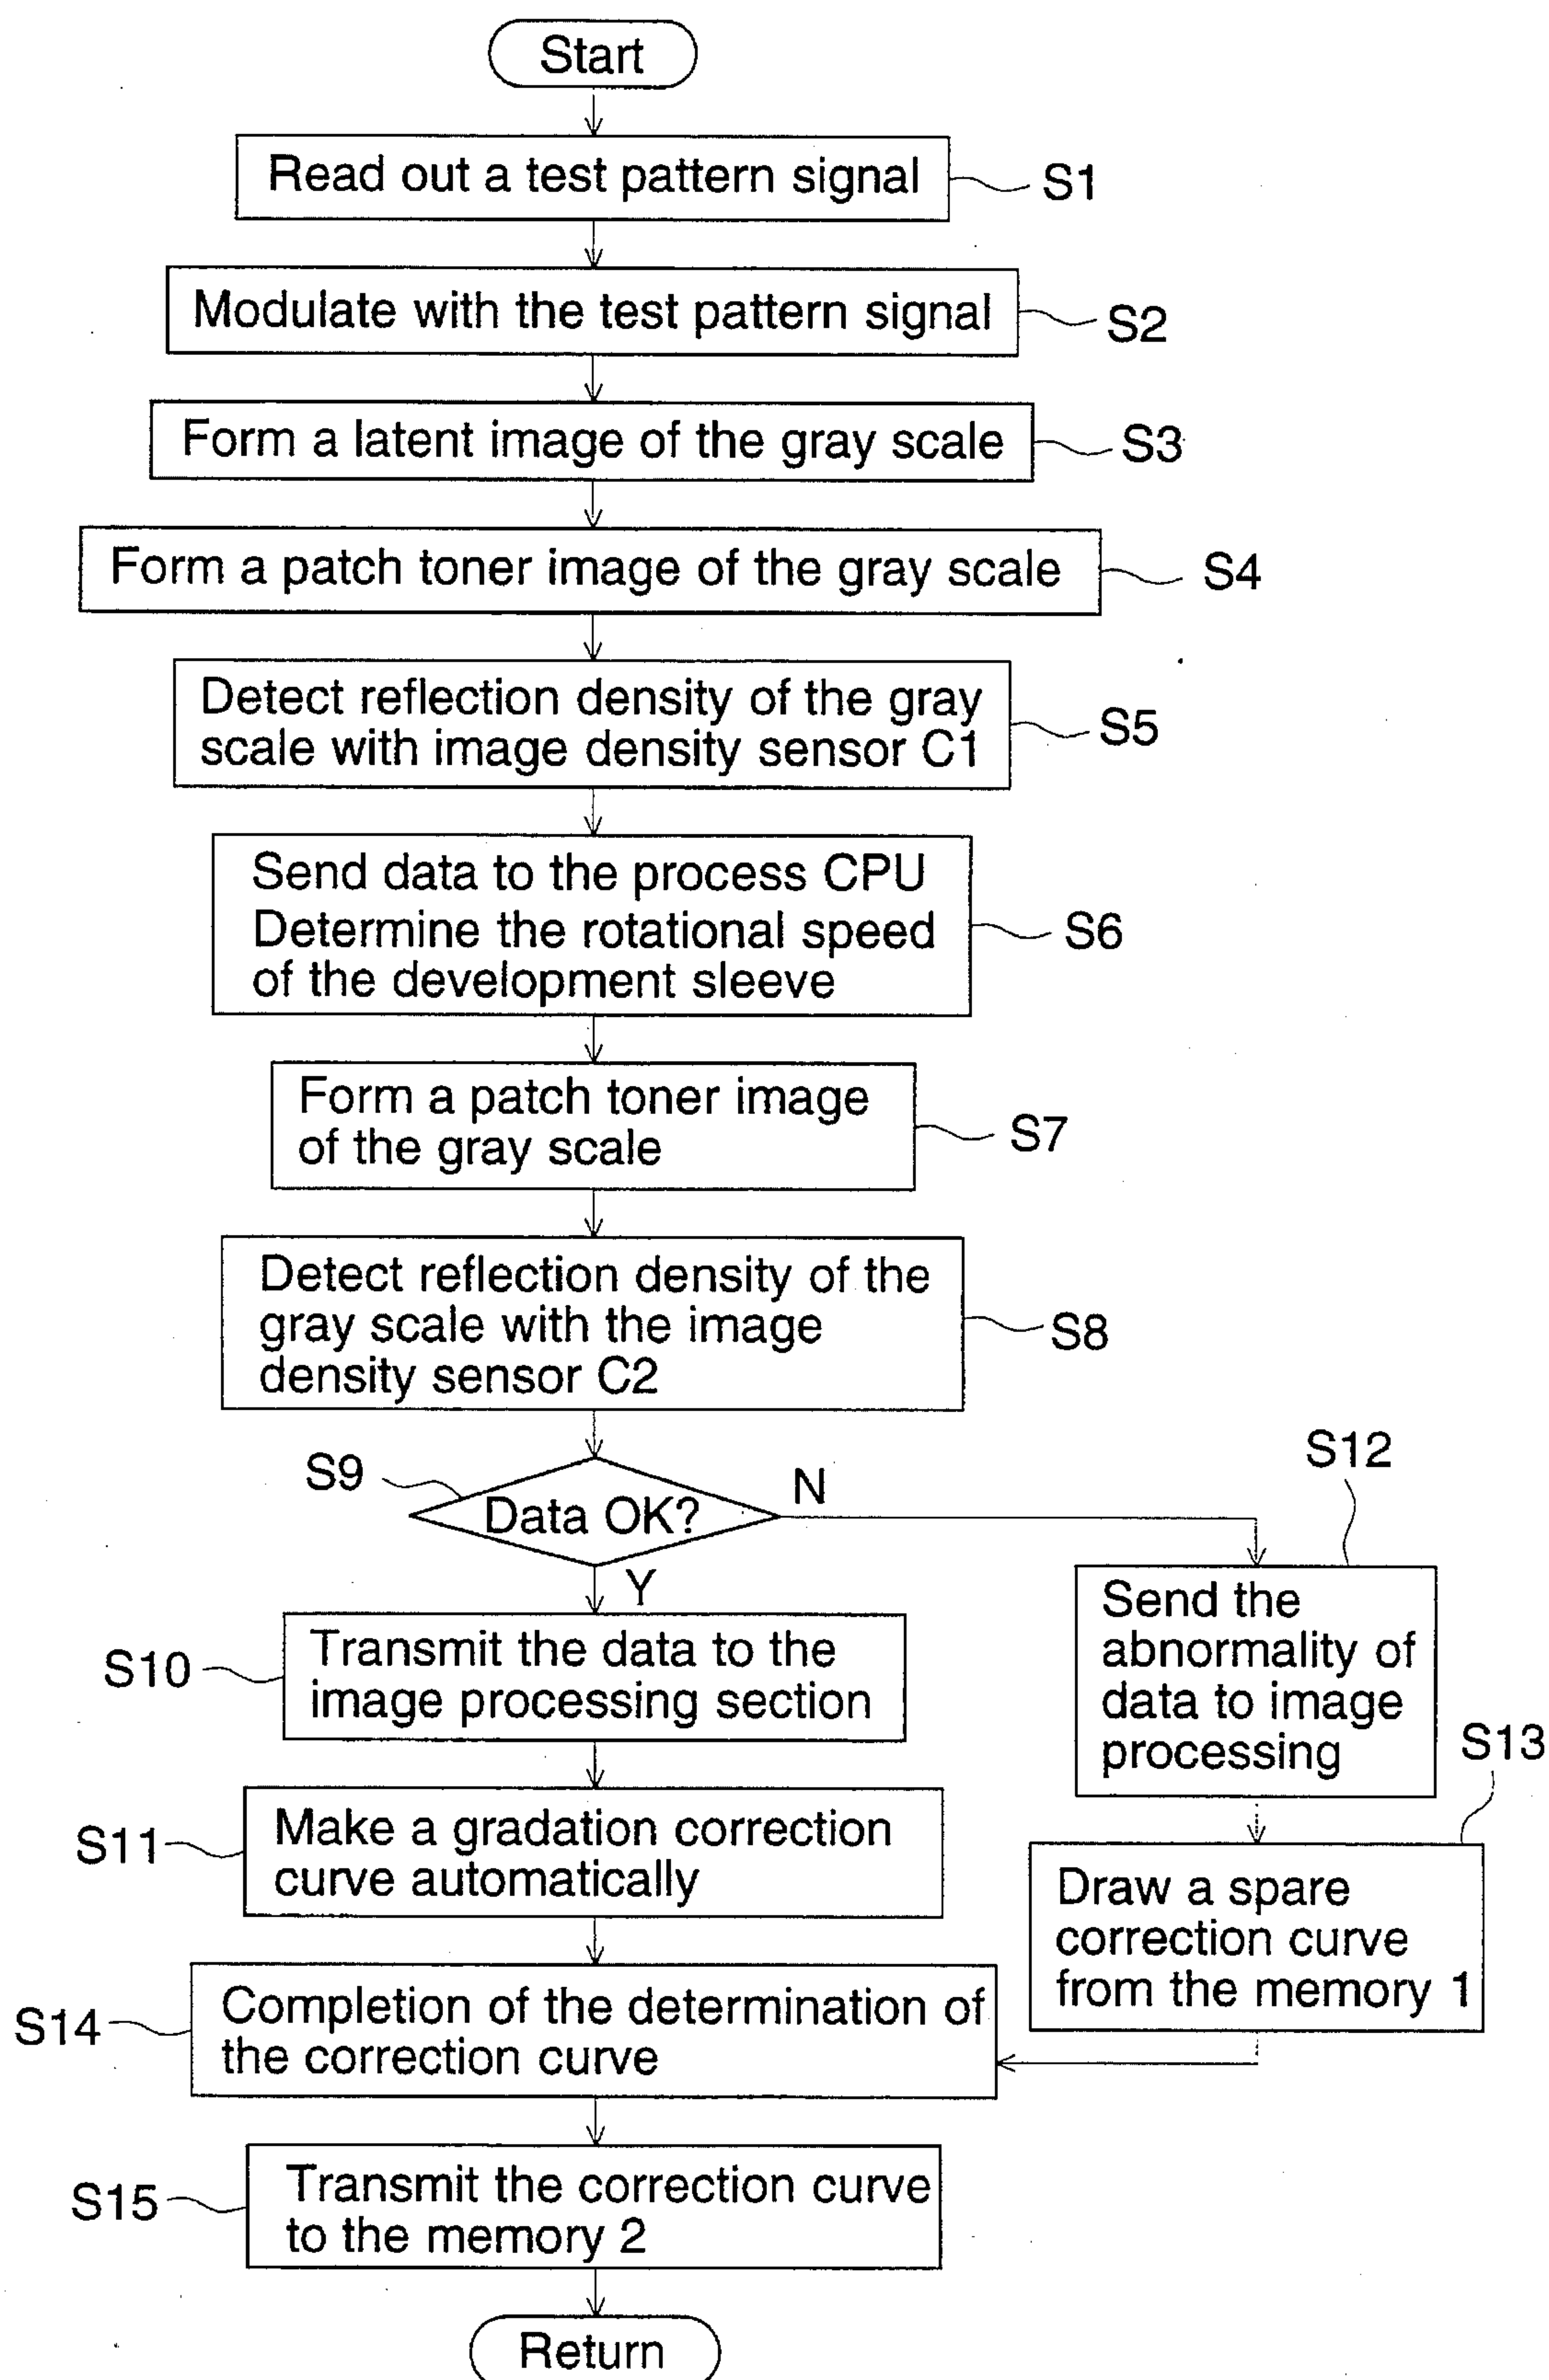 Start
Read out a test pattern signal
S1
Modulate with the test pattern signal
S2
Form a latent image of the gray scale
S3
Form a patch toner image of the gray scale
S4
Detect reflection density of the gray
scale with image density sensor C1
S5
Send data to the process CPU
Determine the rotational speed
of the development sleeve
S6
Form a patch toner image
of the gray scale
S7
Detect reflection density of the
gray scale with the image
density sensor C2
S8
S9
Data OK?
N
Y
S12
Send the
abnormality of
data to image
processing
S10
Transmit the data to the
image processing section
S13
Draw a spare
correction curve
from the memory 1
S11
Make a gradation correction
curve automatically
S14
Completion of the determination of
the correction curve
S15
Transmit the correction curve
to the memory 2
Return